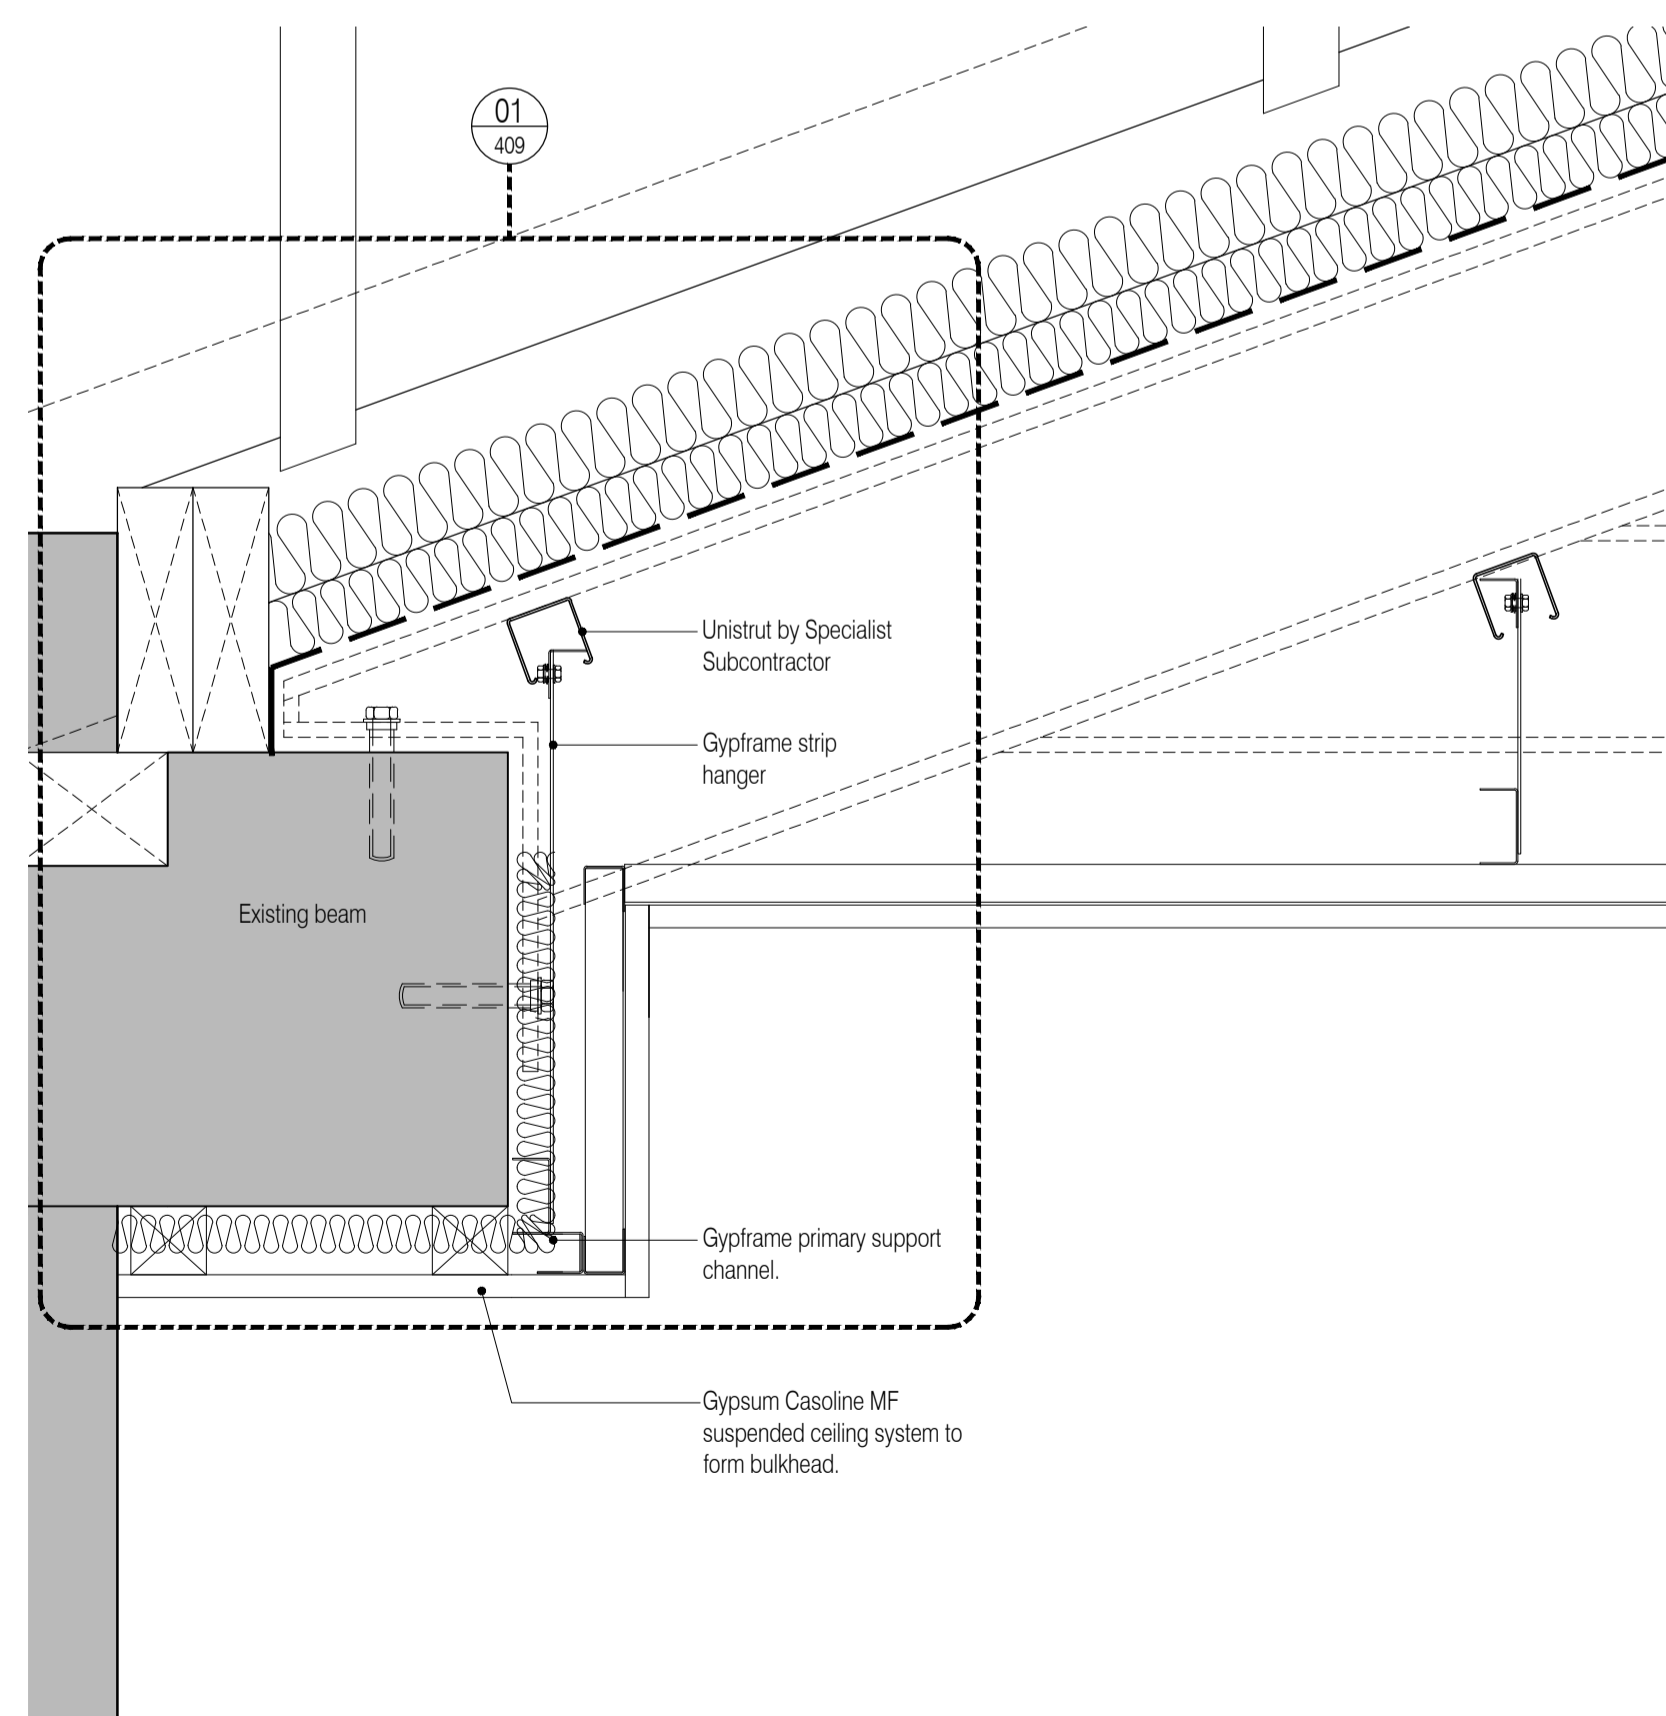 01
409
Unistrut by Specialist
Subcontractor
Gypframe strip
hanger
Existing beam
Gypframe primary support
channel.
Gypsum Casoline MF
suspended ceiling system to
form bulkhead.